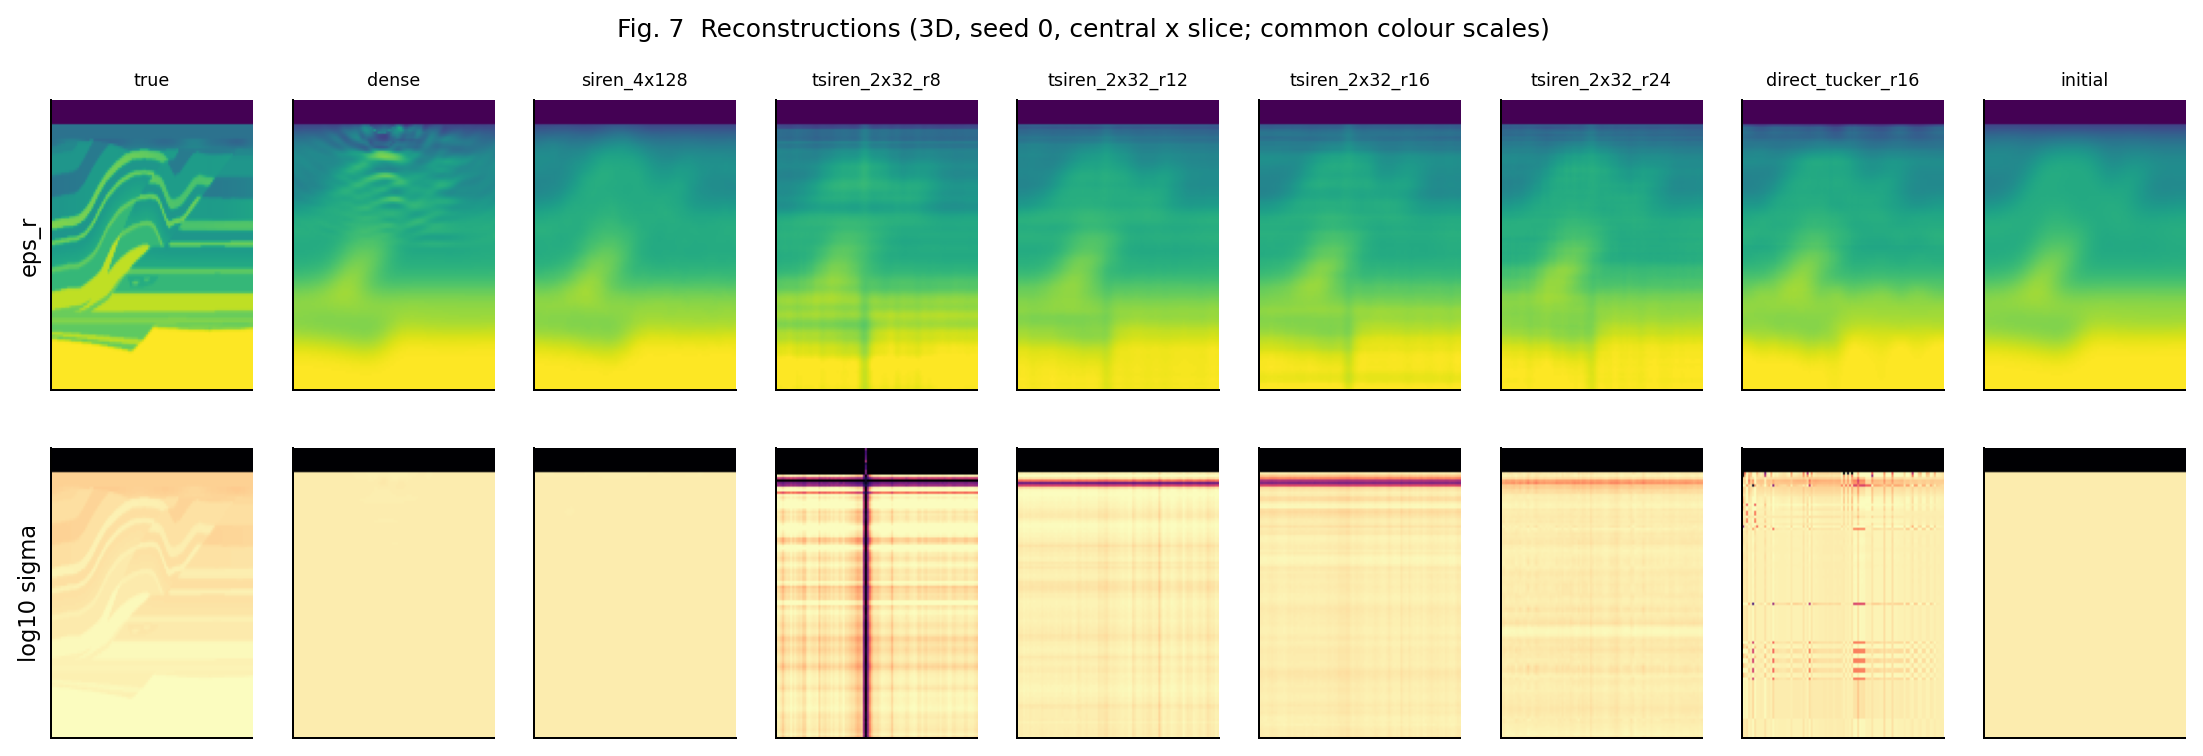 Fig. 7  Reconstructions (3D, seed 0, central x slice; common colour scales)
true
dense
siren_4x128
tsiren_2x32_r8
tsiren_2x32_r12
tsiren_2x32_r16
tsiren_2x32_r24
direct_tucker_r16
initial
eps_r
log10 sigma